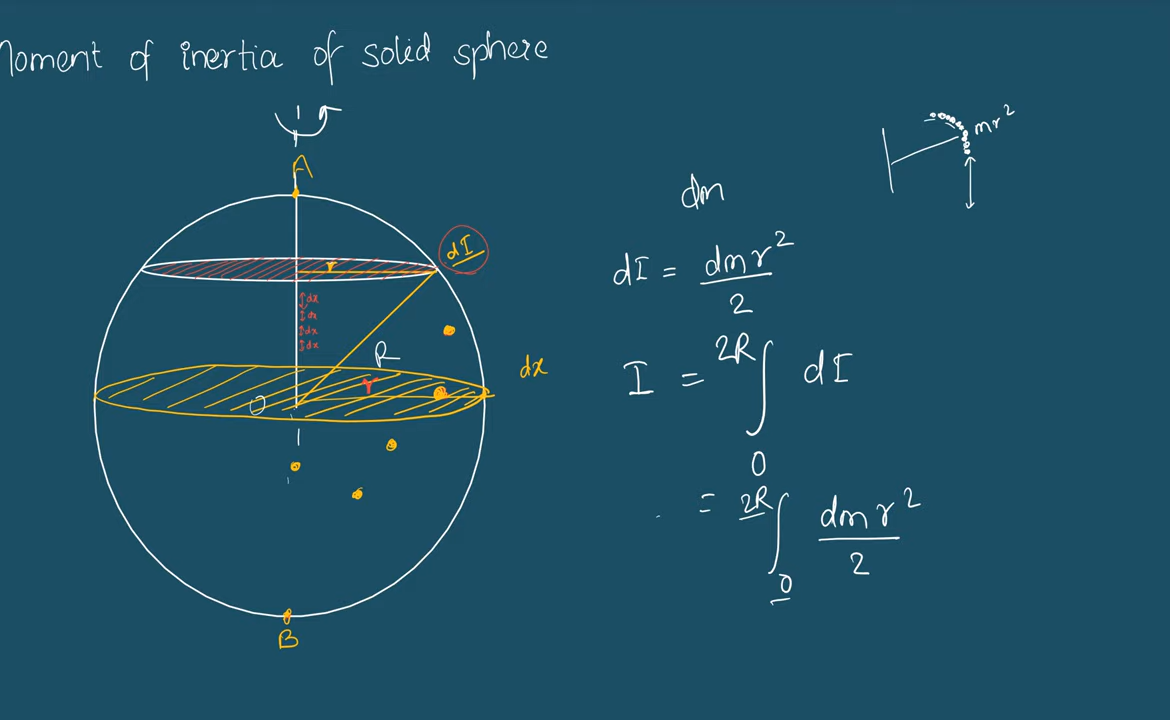 Moment of inertia of solid sphere
A
dI
r
dx
dx
dx
dx
R
r
O
dx
B
mr²
dm
dI = dmr²/2
I = ∫₀^2R dI
= ∫₀^2R dmr²/2